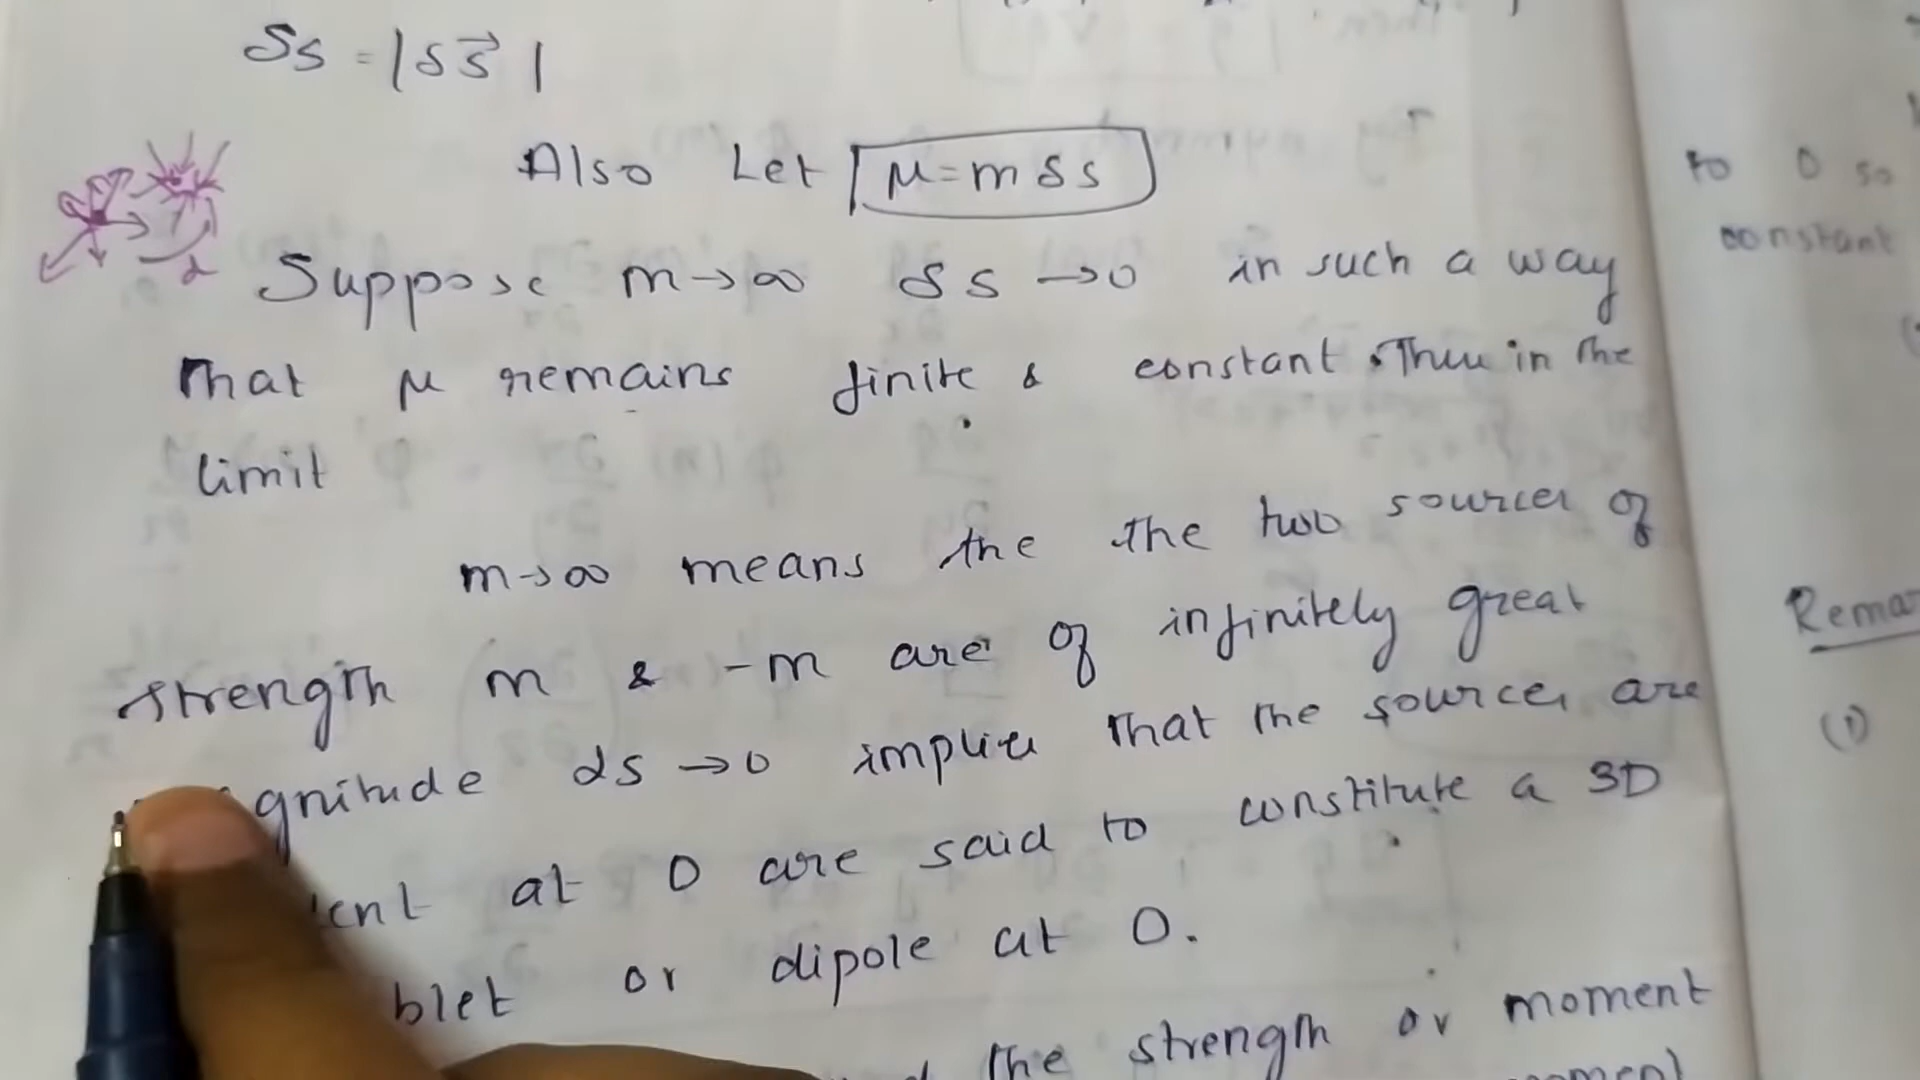 δs = |δs⃗|
Also Let μ = m δs
Suppose m→∞ δs →0 in such a way
that μ remains finite & constant. Then in the
limit
m→∞ means the the two sources of
strength m & -m are of infinitely great
gnitude ds →0 implies that the sources are
at O are said to constitute a 3D
blet or dipole at O.
the strength or moment
to 0 so
constant
(1)